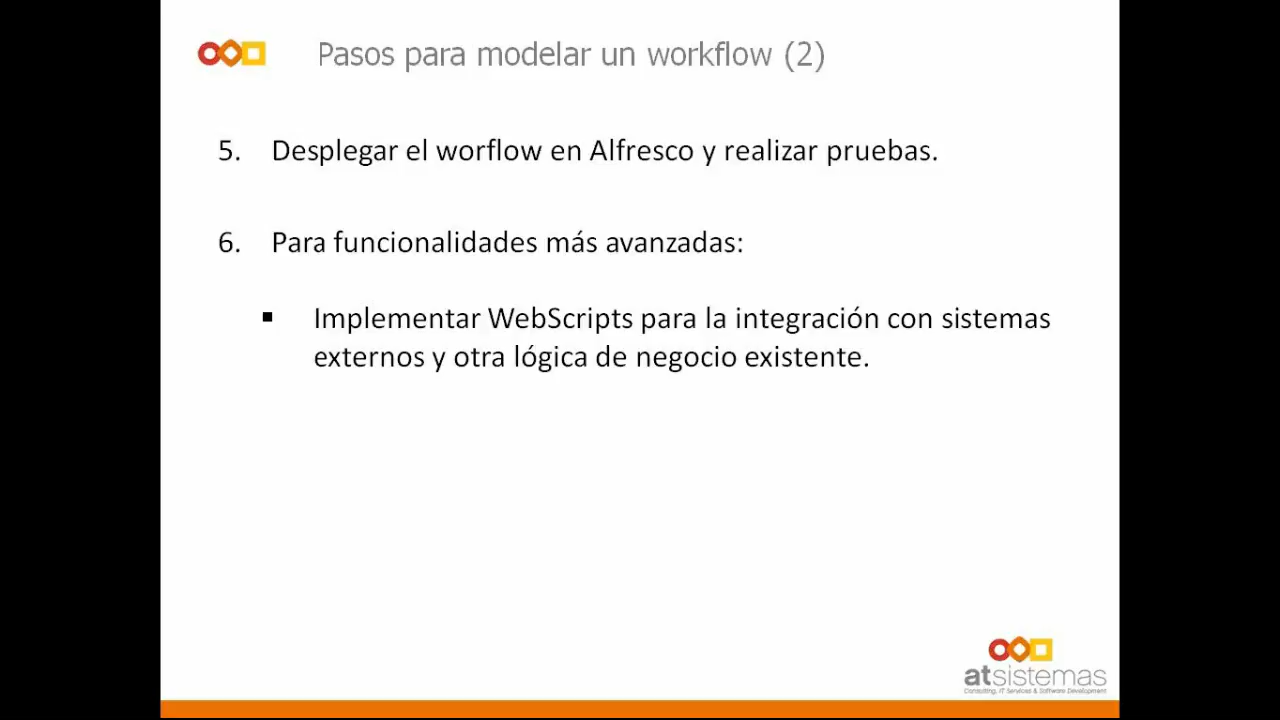 Pasos para modelar un workflow (2)
5. Desplegar el worflow en Alfresco y realizar pruebas.
6. Para funcionalidades más avanzadas:
▪ Implementar WebScripts para la integración con sistemas
externos y otra lógica de negocio existente.
atsistemas
Consulting, IT Services & Software Development